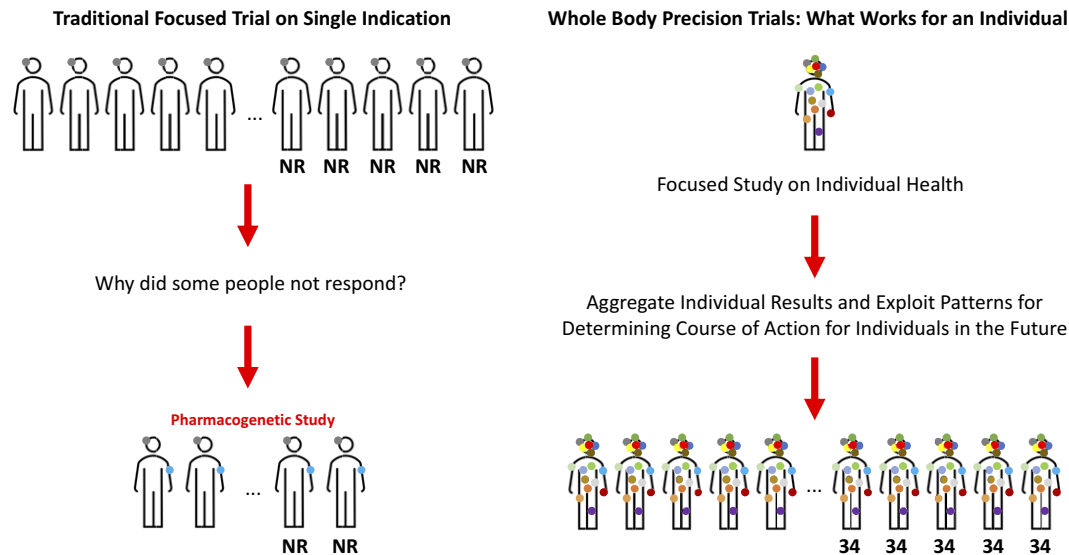 Traditional Focused Trial on Single Indication
...
NR NR NR NR NR
Why did some people not respond?
Pharmacogenetic Study
...
NR NR
Whole Body Precision Trials: What Works for an Individual
Focused Study on Individual Health
Aggregate Individual Results and Exploit Patterns for
Determining Course of Action for Individuals in the Future
...
34 34 34 34 34